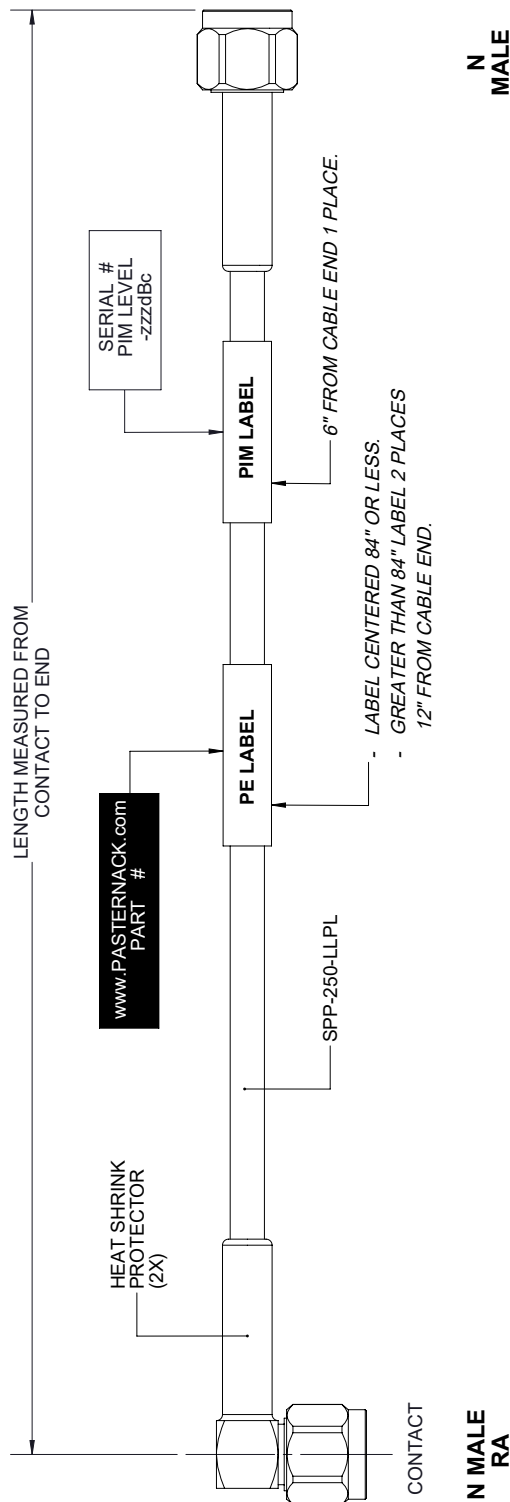 LENGTH MEASURED FROM
CONTACT TO END
HEAT SHRINK
PROTECTOR
(2X)
www.PASTERNACK.com
PART #
SERIAL #
PIM LEVEL
-zzzdBc
PE LABEL
PIM LABEL
SPP-250-LLPL
6" FROM CABLE END 1 PLACE.
- LABEL CENTERED 84" OR LESS.
- GREATER THAN 84" LABEL 2 PLACES
12" FROM CABLE END.
CONTACT
N MALE
RA
N
MALE